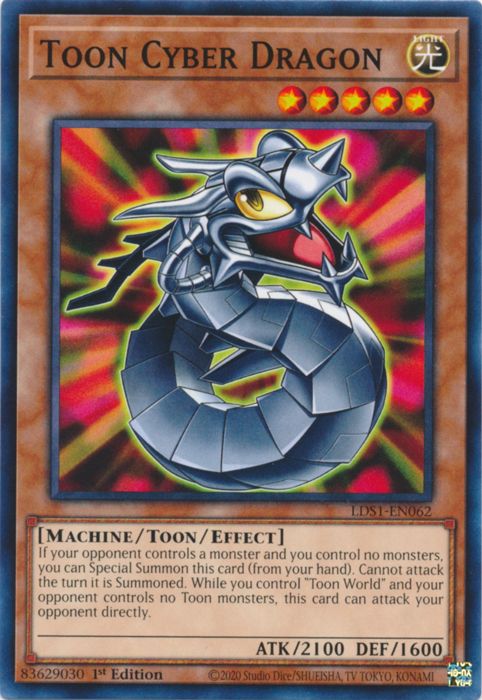 TOON CYBER DRAGON
LIGHT
光
LDS1-EN062
[MACHINE/TOON/EFFECT]
If your opponent controls a monster and you control no monsters,
you can Special Summon this card (from your hand). Cannot attack
the turn it is Summoned. While you control "Toon World" and your
opponent controls no Toon monsters, this card can attack your
opponent directly.
ATK/2100 DEF/1600
83629030 1st Edition ©2020 Studio Dice/SHUEISHA, TV TOKYO, KONAMI